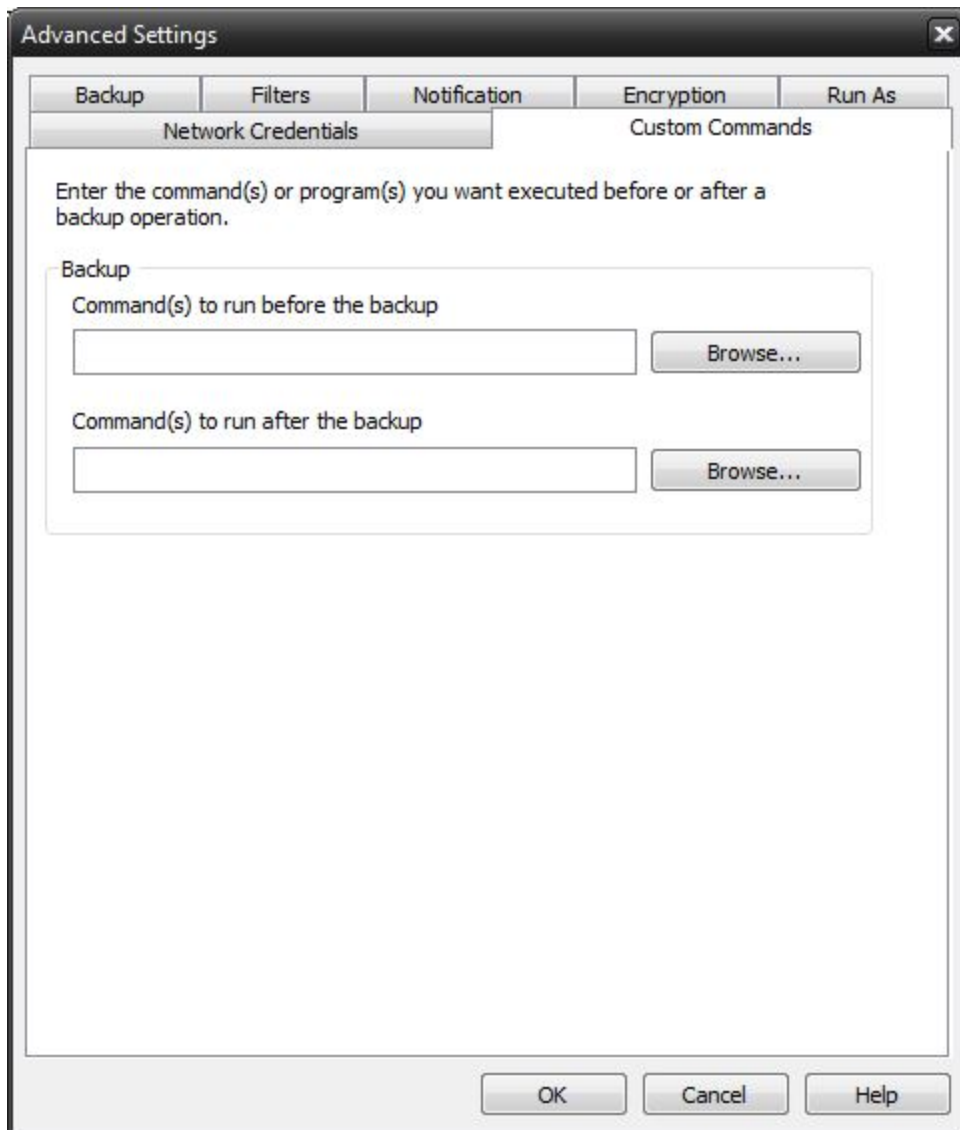 Advanced Settings
Backup Filters Notification Encryption Run As
Network Credentials Custom Commands
Enter the command(s) or program(s) you want executed before or after a
backup operation.
Backup
Command(s) to run before the backup
Browse...
Command(s) to run after the backup
Browse...
OK Cancel Help